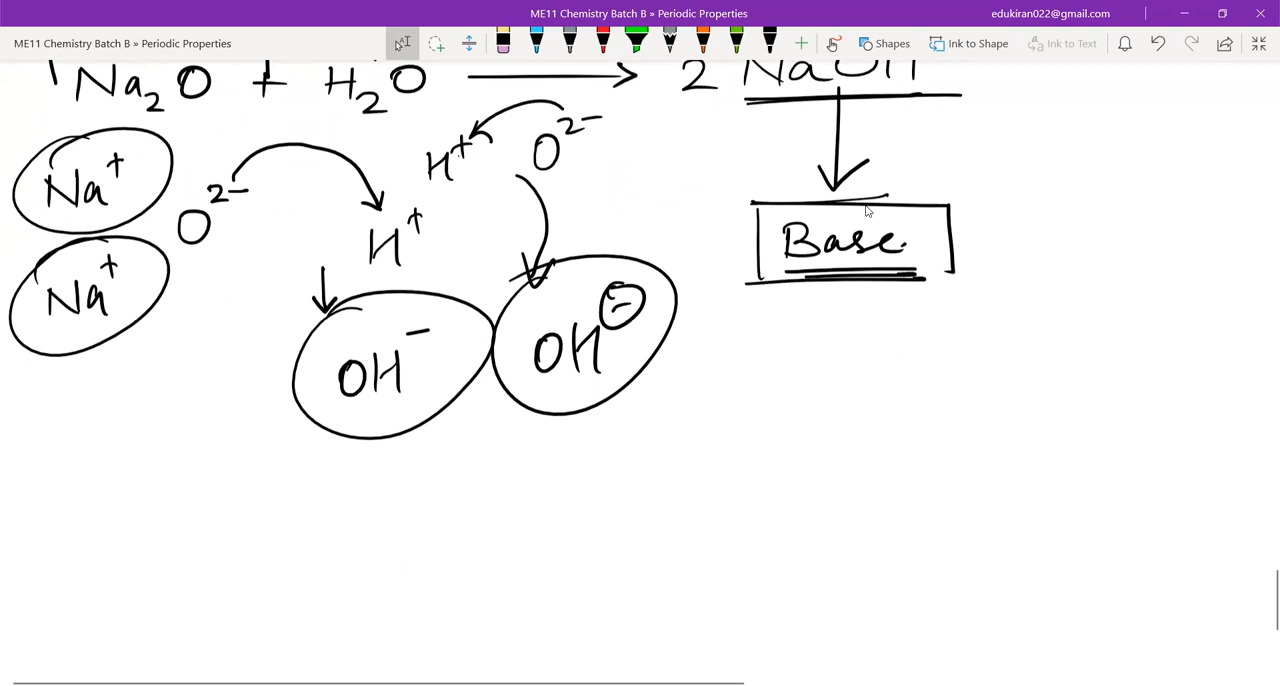 ME11 Chemistry Batch B » Periodic Properties
edukiran022@gmail.com
ME11 Chemistry Batch B » Periodic Properties
Shapes
Ink to Shape
Ink to Text
Na₂O + H₂O ⟶ 2 NaOH
H⁺ O²⁻
Na⁺ O²⁻ H⁺
Base.
Na⁺
OH⁻ OH⊖